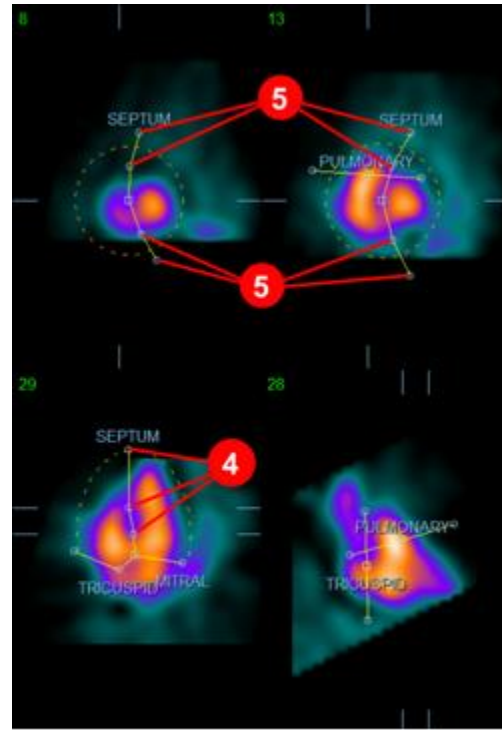 8
13
5
SEPTUM
SEPTUM
PULMONARY
5
29
28
SEPTUM
4
PULMONARY
TRICUSPID
MITRAL
TRICUSPID